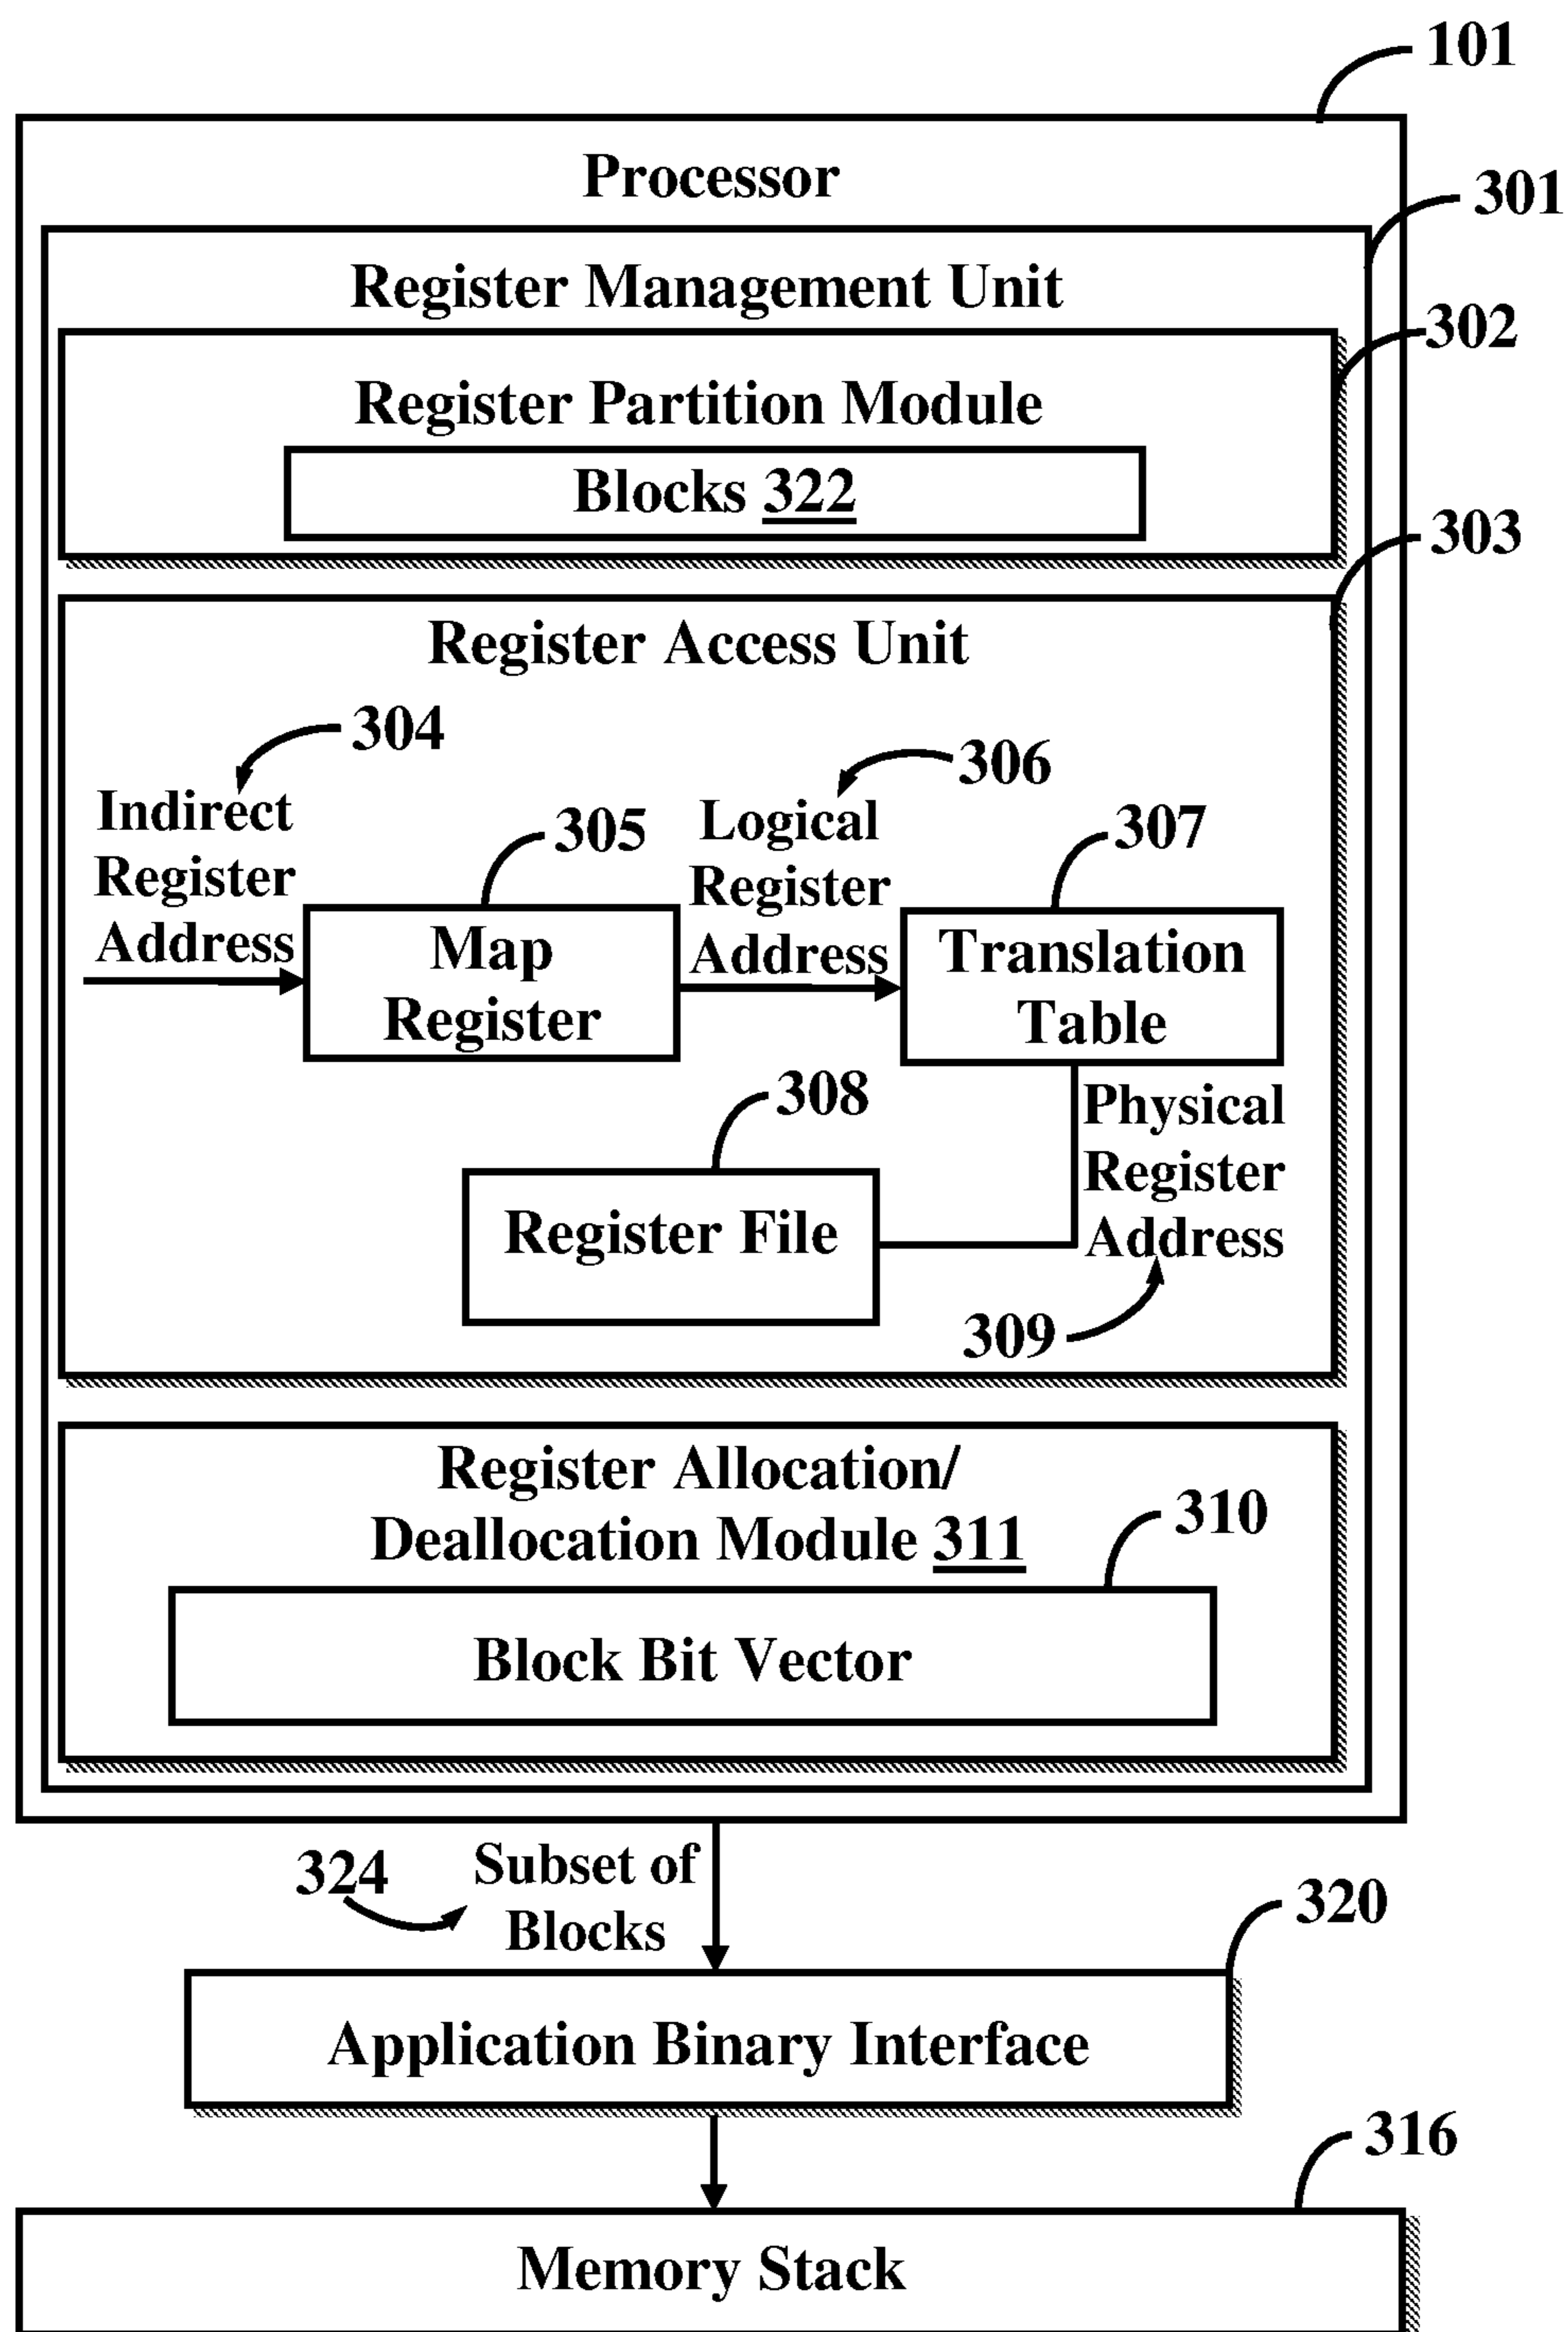 101
Processor
301
Register Management Unit
302
Register Partition Module
Blocks 322
303
Register Access Unit
304
306
Indirect
Register
Address
305
Logical
Register
Address
307
Map
Register
Translation
Table
308
Physical
Register
Address
Register File
309
Register Allocation/
Deallocation Module 311
310
Block Bit Vector
324
Subset of
Blocks
320
Application Binary Interface
316
Memory Stack